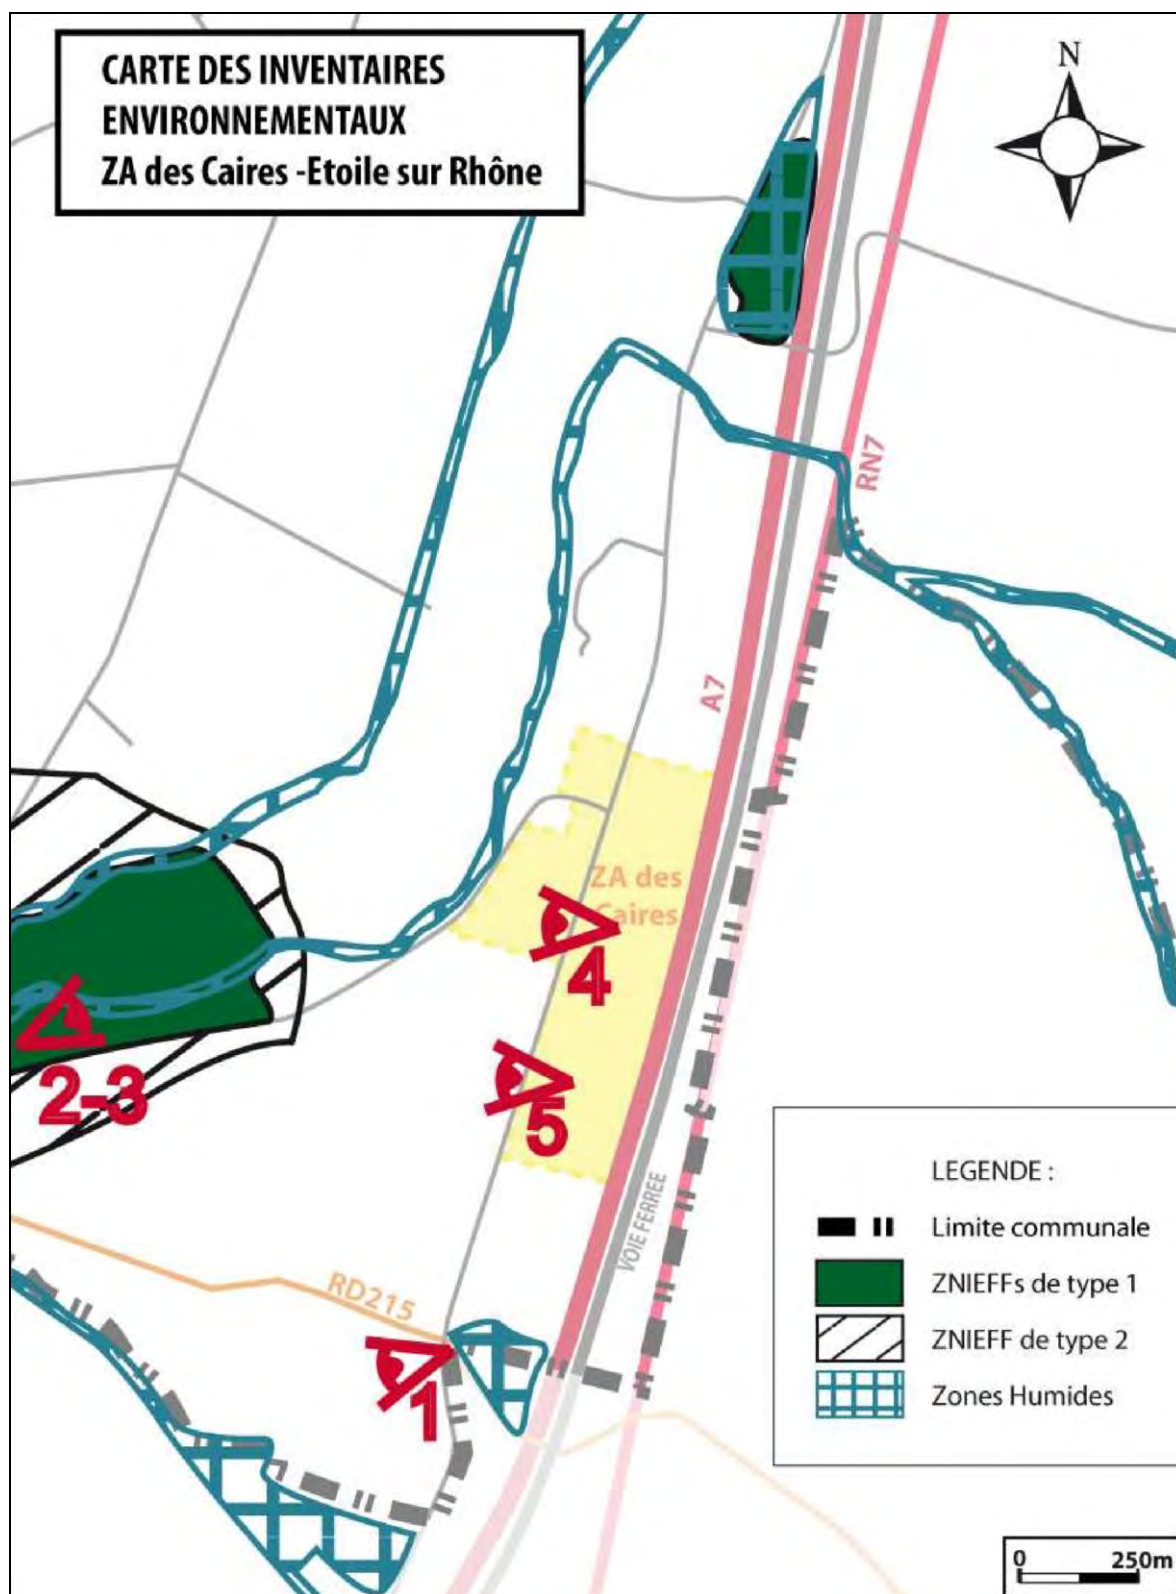 CARTE DES INVENTAIRES
ENVIRONNEMENTAUX
ZA des Caires -Etoile sur Rhône
N
RN7
A7
ZA des
Caires
4
2-3
5
VOIE FERREE
RD215
1
LEGENDE :
Limite communale
ZNIEFFs de type 1
ZNIEFF de type 2
Zones Humides
0 250m